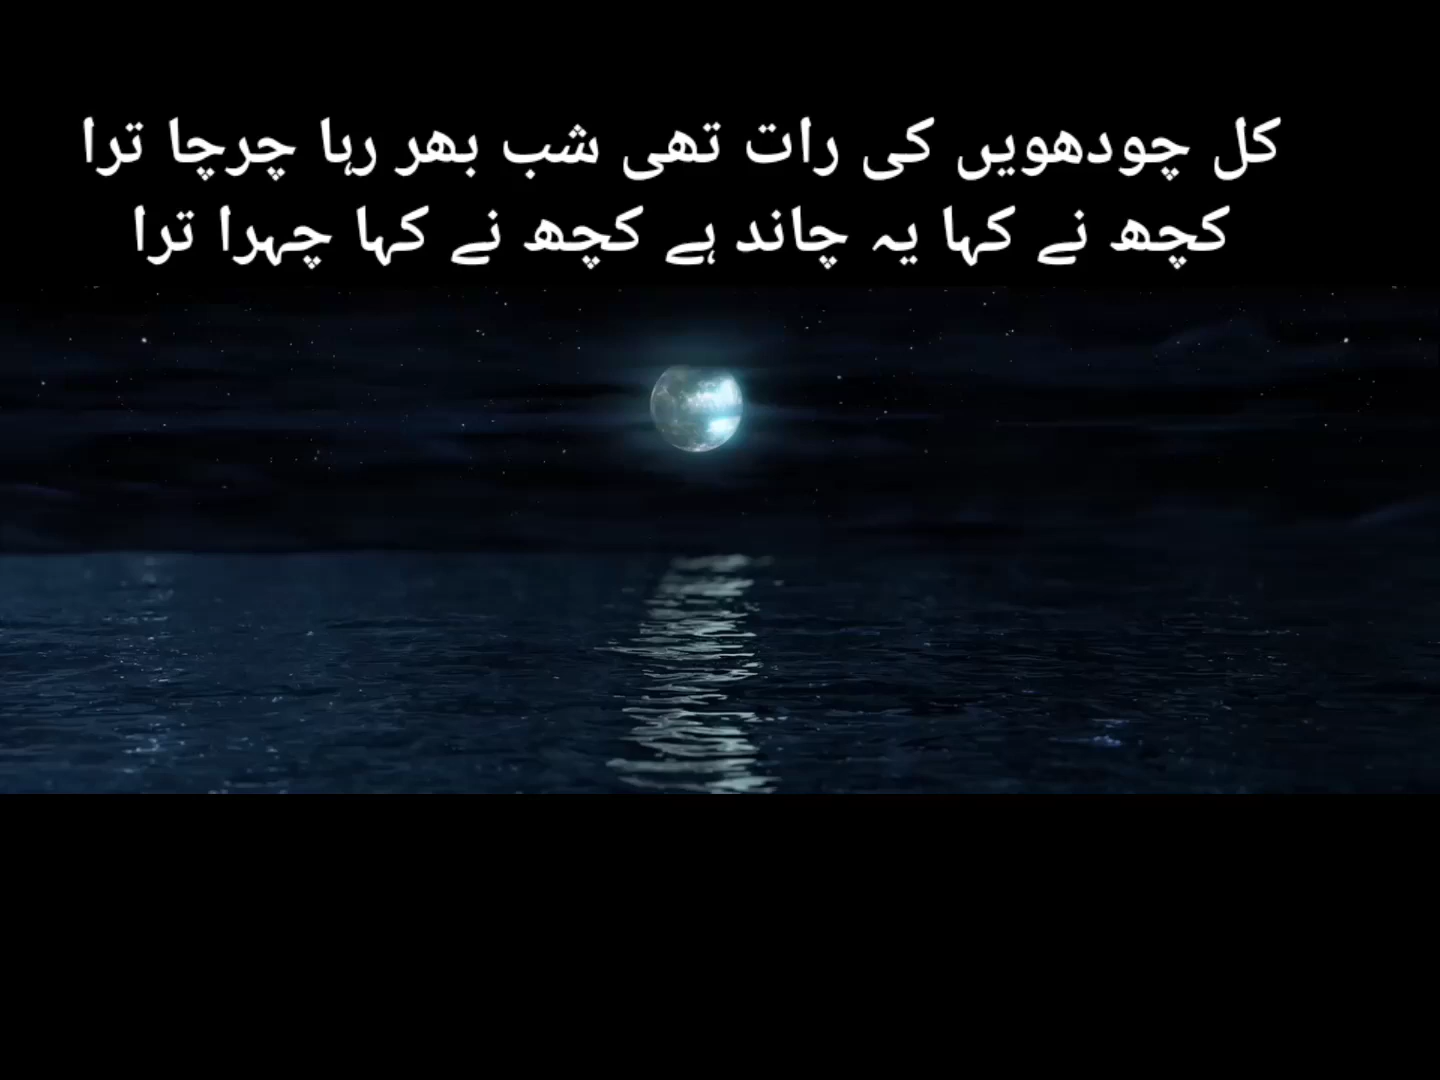 کل چودھویں کی رات تھی شب بھر رہا چرچا ترا
کچھ نے کہا یہ چاند ہے کچھ نے کہا چہرا ترا